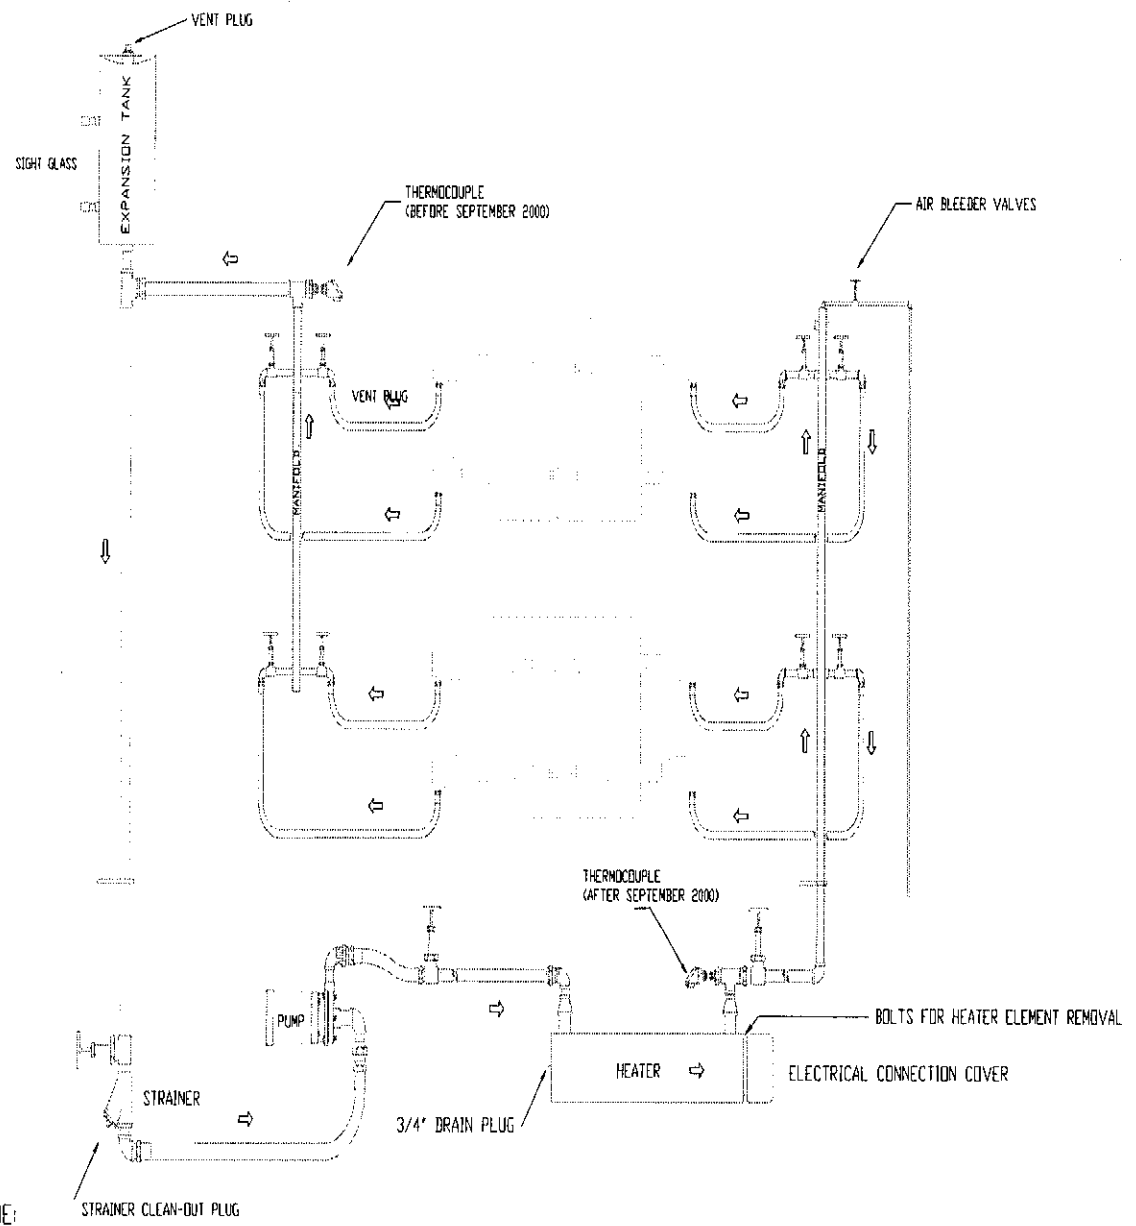 VENT PLUG
EXPANSION TANK
SIGHT GLASS
THERMOCOUPLE
(BEFORE SEPTEMBER 2000)
AIR BLEEDER VALVES
VENT PLUG
MANIFOLD
MANIFOLD
THERMOCOUPLE
(AFTER SEPTEMBER 2000)
PUMP
BOLTS FOR HEATER ELEMENT REMOVAL
HEATER
ELECTRICAL CONNECTION COVER
STRAINER
3/4" DRAIN PLUG
STRAINER CLEAN-OUT PLUG